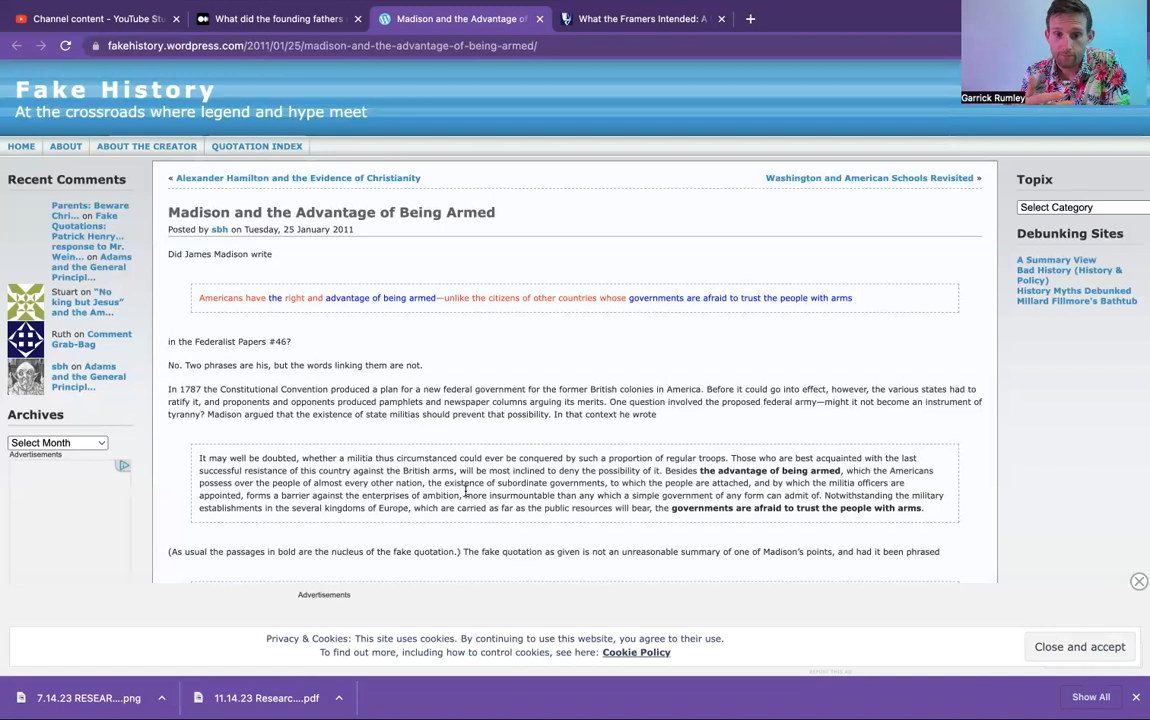 Channel content - YouTube Stu
What did the founding fathers
Madison and the Advantage of
What the Framers Intended: A
fakehistory.wordpress.com/2011/01/25/madison-and-the-advantage-of-being-armed/
Garrick Rumley
Fake History
At the crossroads where legend and hype meet
HOME ABOUT ABOUT THE CREATOR QUOTATION INDEX
Recent Comments
Parents: Beware
Chri... on Fake
Quotations:
Patrick Henry...
response to Mr.
Wein... on Adams
and the General
Principl...
Stuart on "No
king but Jesus"
and the Am...
Ruth on Comment
Grab-Bag
sbh on Adams
and the General
Principl...
Archives
Select Month
Advertisements
« Alexander Hamilton and the Evidence of Christianity
Washington and American Schools Revisited »
Madison and the Advantage of Being Armed
Posted by sbh on Tuesday, 25 January 2011
Did James Madison write
Americans have the right and advantage of being armed—unlike the citizens of other countries whose governments are afraid to trust the people with arms
in the Federalist Papers #46?
No. Two phrases are his, but the words linking them are not.
In 1787 the Constitutional Convention produced a plan for a new federal government for the former British colonies in America. Before it could go into effect, however, the various states had to
ratify it, and proponents and opponents produced pamphlets and newspaper columns arguing its merits. One question involved the proposed federal army—might it not become an instrument of
tyranny? Madison argued that the existence of state militias should prevent that possibility. In that context he wrote
It may well be doubted, whether a militia thus circumstanced could ever be conquered by such a proportion of regular troops. Those who are best acquainted with the last
successful resistance of this country against the British arms, will be most inclined to deny the possibility of it. Besides the advantage of being armed, which the Americans
possess over the people of almost every other nation, the existence of subordinate governments, to which the people are attached, and by which the militia officers are
appointed, forms a barrier against the enterprises of ambition, more insurmountable than any which a simple government of any form can admit of. Notwithstanding the military
establishments in the several kingdoms of Europe, which are carried as far as the public resources will bear, the governments are afraid to trust the people with arms.
(As usual the passages in bold are the nucleus of the fake quotation.) The fake quotation as given is not an unreasonable summary of one of Madison's points, and had it been phrased
Topix
Select Category
Debunking Sites
A Summary View
Bad History (History &
Policy)
History Myths Debunked
Millard Fillmore's Bathtub
Advertisements
REPORT THIS AD
Privacy & Cookies: This site uses cookies. By continuing to use this website, you agree to their use.
To find out more, including how to control cookies, see here: Cookie Policy
Close and accept
7.14.23 RESEAR....png
11.14.23 Researc....pdf
Show All